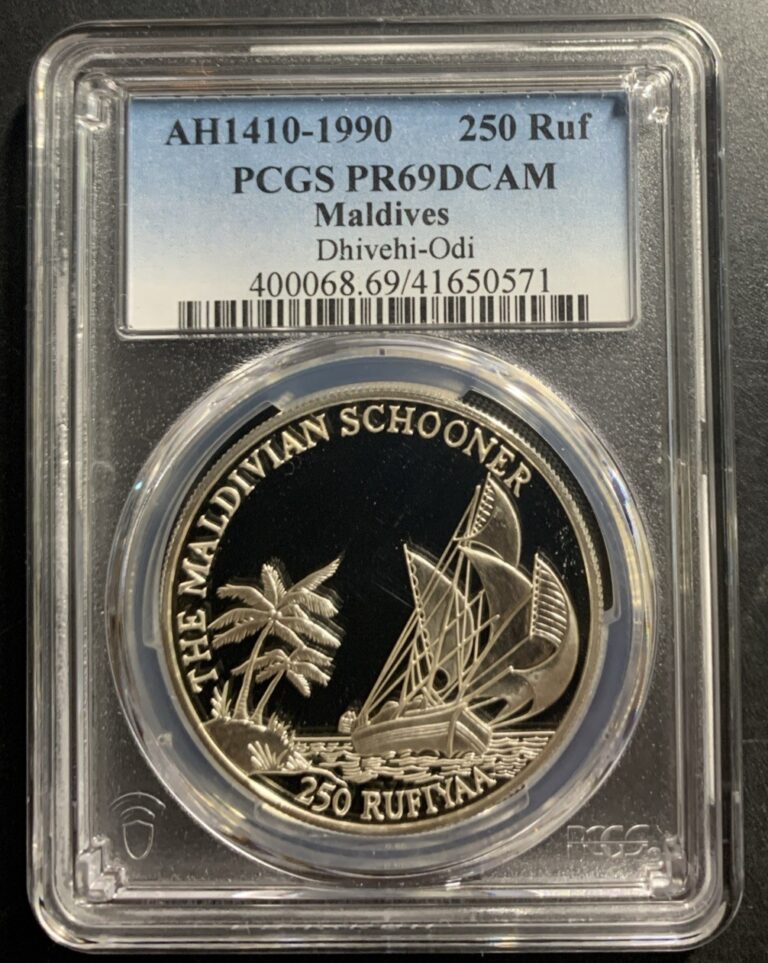 AH1410-1990 250 Ruf
PCGS PR69DCAM
Maldives
Dhivehi-Odi
400068.69/41650571
THE MALDIVIAN SCHOONER
250 RUFIYAA
PCGS